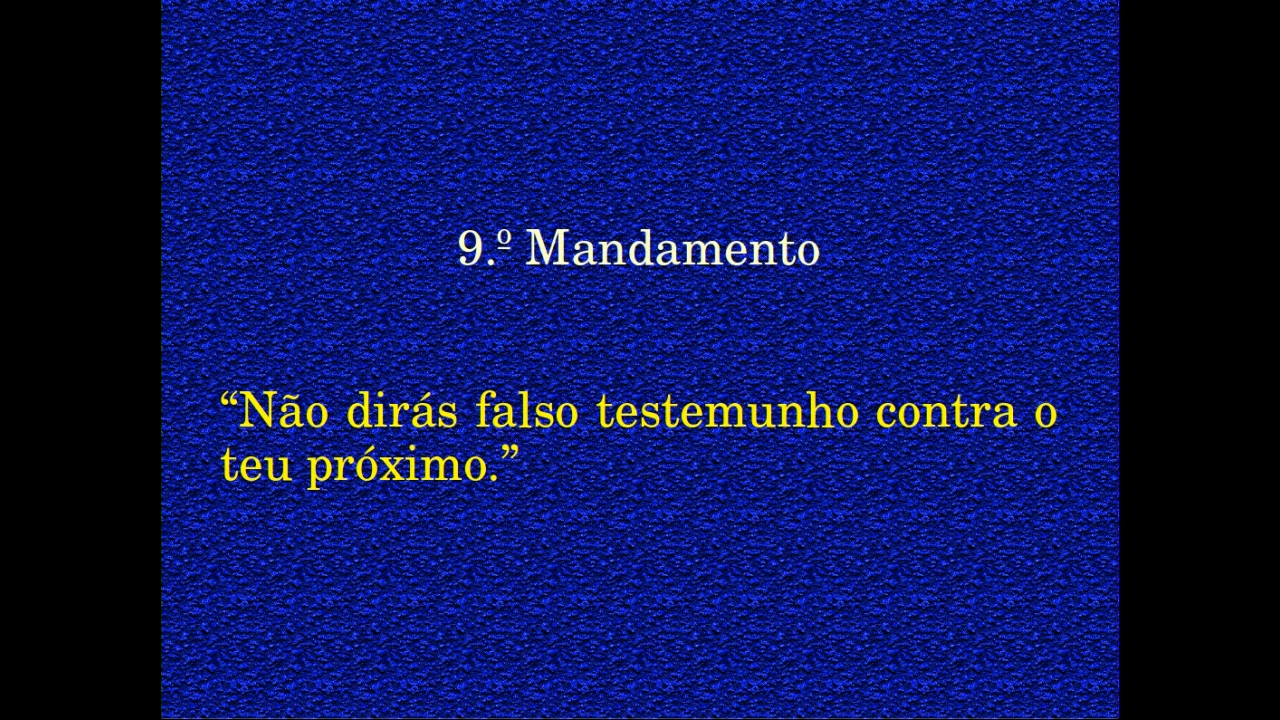 9.º Mandamento
“Não dirás falso testemunho contra o
teu próximo.”